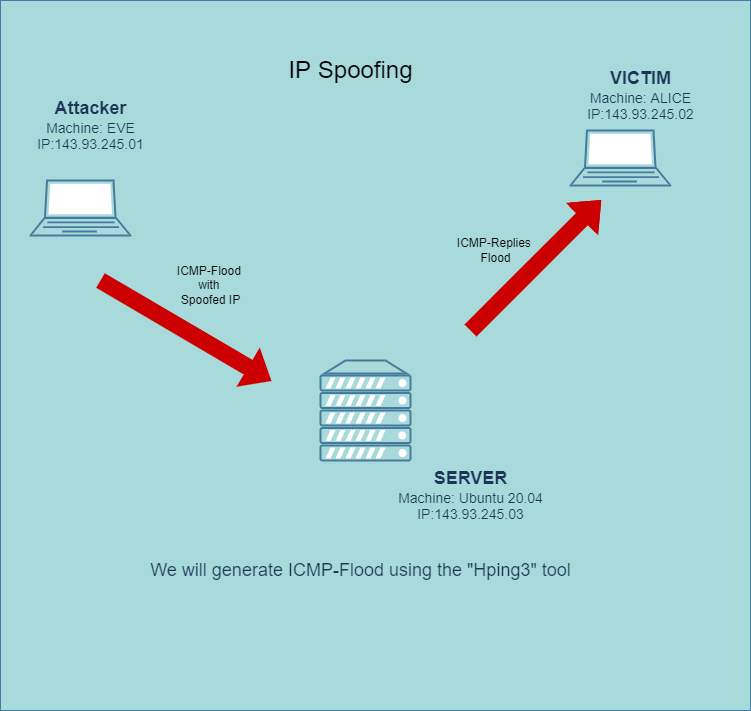 IP Spoofing
Attacker
Machine: EVE
IP:143.93.245.01
VICTIM
Machine: ALICE
IP:143.93.245.02
ICMP-Flood
with
Spoofed IP
ICMP-Replies
Flood
SERVER
Machine: Ubuntu 20.04
IP:143.93.245.03
We will generate ICMP-Flood using the "Hping3" tool